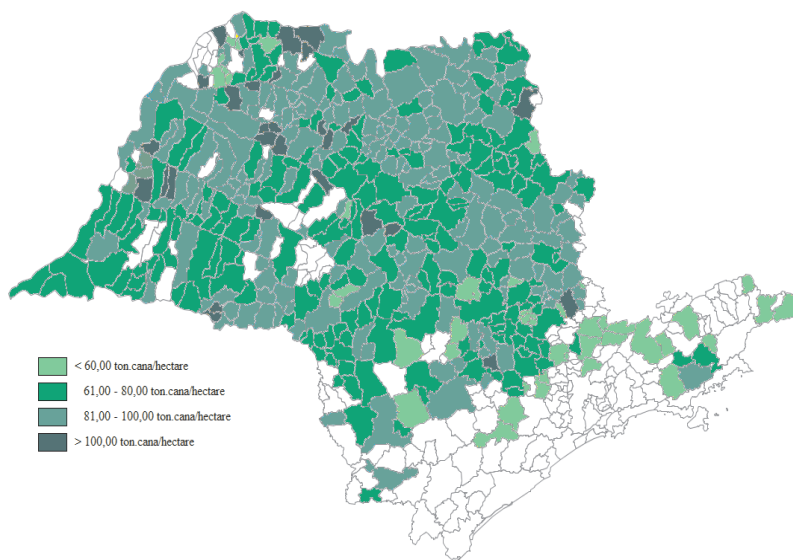 < 60,00 ton.cana/hectare
61,00 - 80,00 ton.cana/hectare
81,00 - 100,00 ton.cana/hectare
> 100,00 ton.cana/hectare